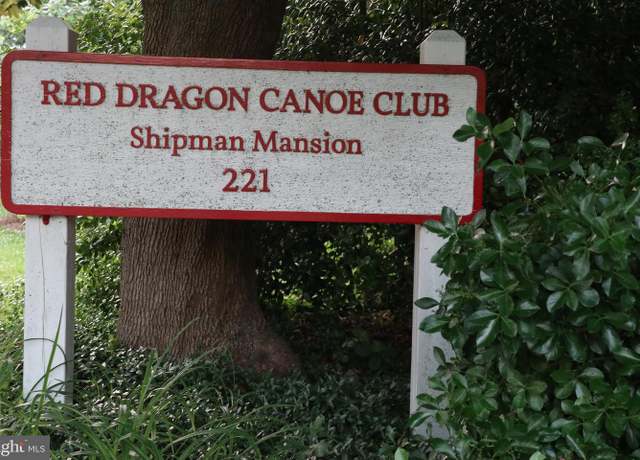 RED DRAGON CANOE CLUB
Shipman Mansion
221
ght MLS